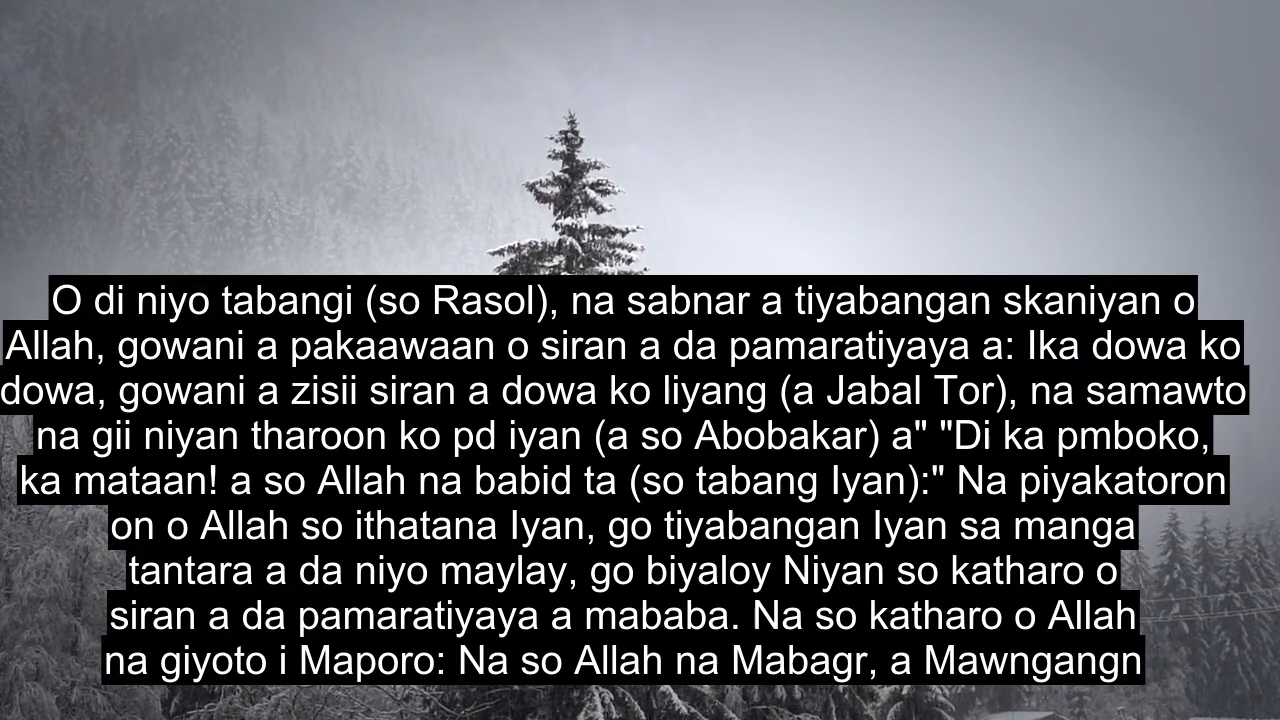 O di niyo tabangi (so Rasol), na sabnar a tiyabangan skaniyan o
Allah, gowani a pakaawaan o siran a da pamaratiyaya a: Ika dowa ko
dowa, gowani a zisii siran a dowa ko liyang (a Jabal Tor), na samawto
na gii niyan tharoon ko pd iyan (a so Abobakar) a" "Di ka pmboko,
ka mataan! a so Allah na babid ta (so tabang Iyan):" Na piyakatoron
on o Allah so ithatana Iyan, go tiyabangan Iyan sa manga
tantara a da niyo maylay, go biyaloy Niyan so katharo o
siran a da pamaratiyaya a mababa. Na so katharo o Allah
na giyoto i Maporo: Na so Allah na Mabagr, a Mawngangn